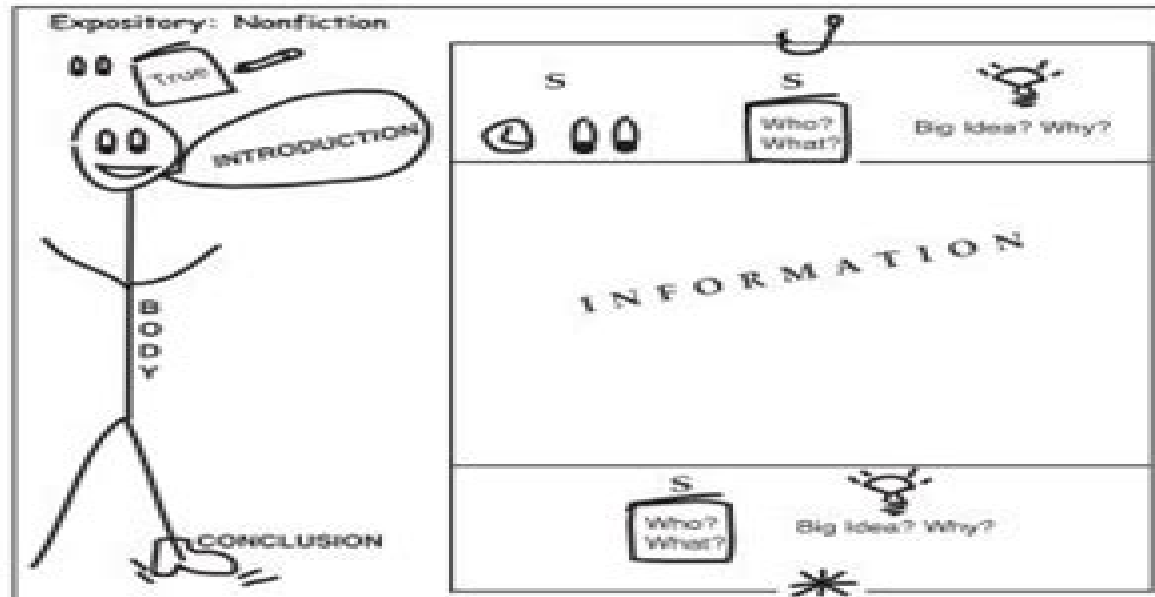 Expository: Nonfiction
True
INTRODUCTION
BODY
CONCLUSION
S
S
Who?
What?
Big Idea? Why?
INFORMATION
S
Who?
What?
Big Idea? Why?